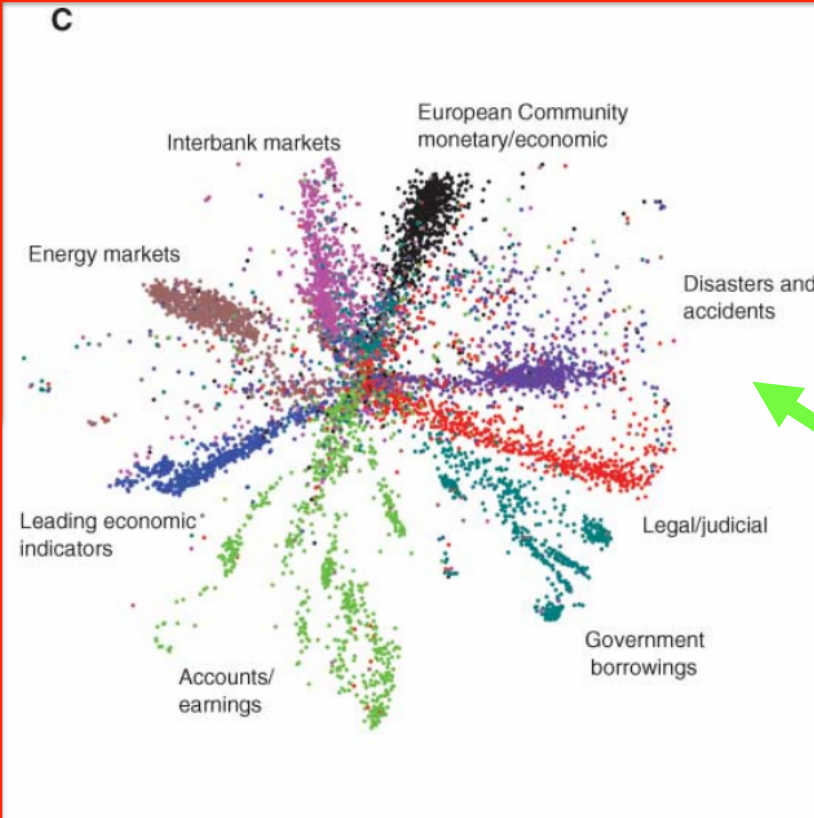 C
European Community
monetary/economic
Interbank markets
Energy markets
Disasters and
accidents
Leading economic
indicators
Legal/judicial
Government
borrowings
Accounts/
earnings